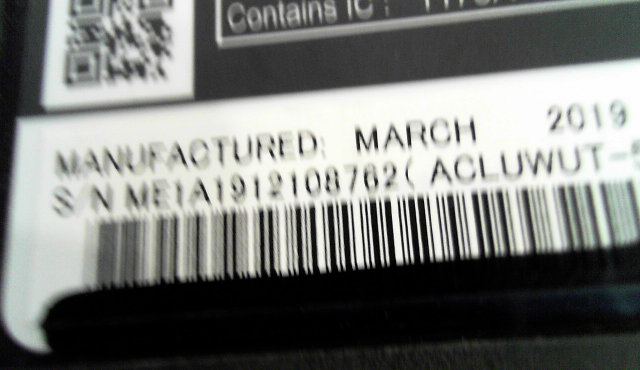 Contains IC :
MANUFACTURED: MARCH 2019
S/N ME1A1912108762( ACLUWUT-